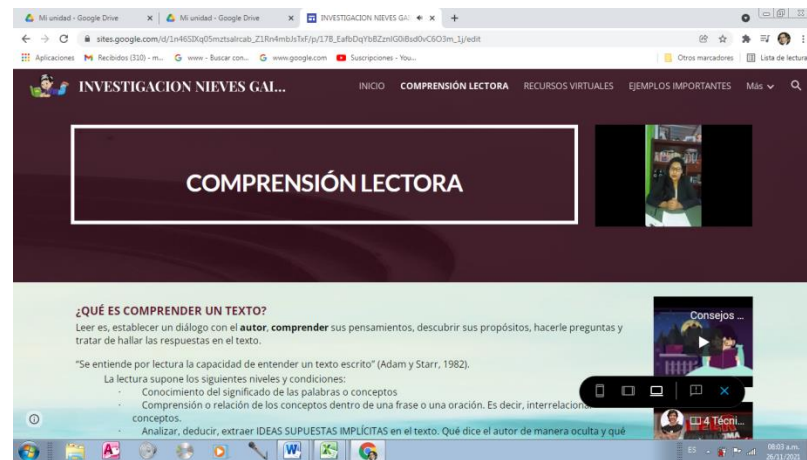 Mi unidad - Google Drive
Mi unidad - Google Drive
INVESTIGACION NIEVES GAI
sites.google.com
Aplicaciones
Recibidos (310) - m...
www - Buscar con...
www.google.com
Suscripciones - You...
Otros marcadores
Lista de lectura
INVESTIGACION NIEVES GAI...
INICIO
COMPRENSIÓN LECTORA
RECURSOS VIRTUALES
EJEMPLOS IMPORTANTES
Más
COMPRENSIÓN LECTORA
¿QUÉ ES COMPRENDER UN TEXTO?
Leer es, establecer un diálogo con el autor, comprender sus pensamientos, descubrir sus propósitos, hacerle preguntas y
tratar de hallar las respuestas en el texto.
"Se entiende por lectura la capacidad de entender un texto escrito" (Adam y Starr, 1982).
La lectura supone los siguientes niveles y condiciones:
· Conocimiento del significado de las palabras o conceptos
· Comprensión o relación de los conceptos dentro de una frase o una oración. Es decir, interrelaciona
conceptos.
· Analizar, deducir, extraer IDEAS SUPUESTAS IMPLÍCITAS en el texto. Qué dice el autor de manera oculta y qué
Consejos ...
4 Técni...
ES
08:03 a.m.
26/11/2021